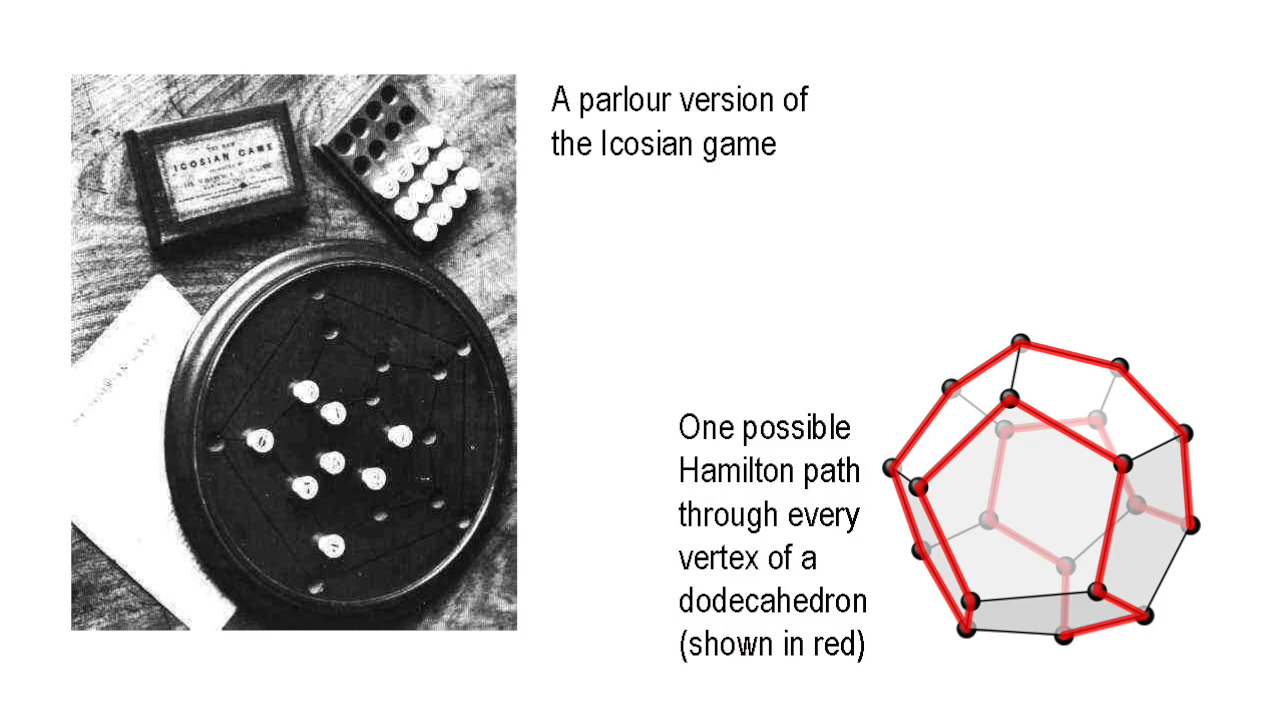 A parlour version of
the Icosian game
ICOSIAN GAME
One possible
Hamilton path
through every
vertex of a
dodecahedron
(shown in red)